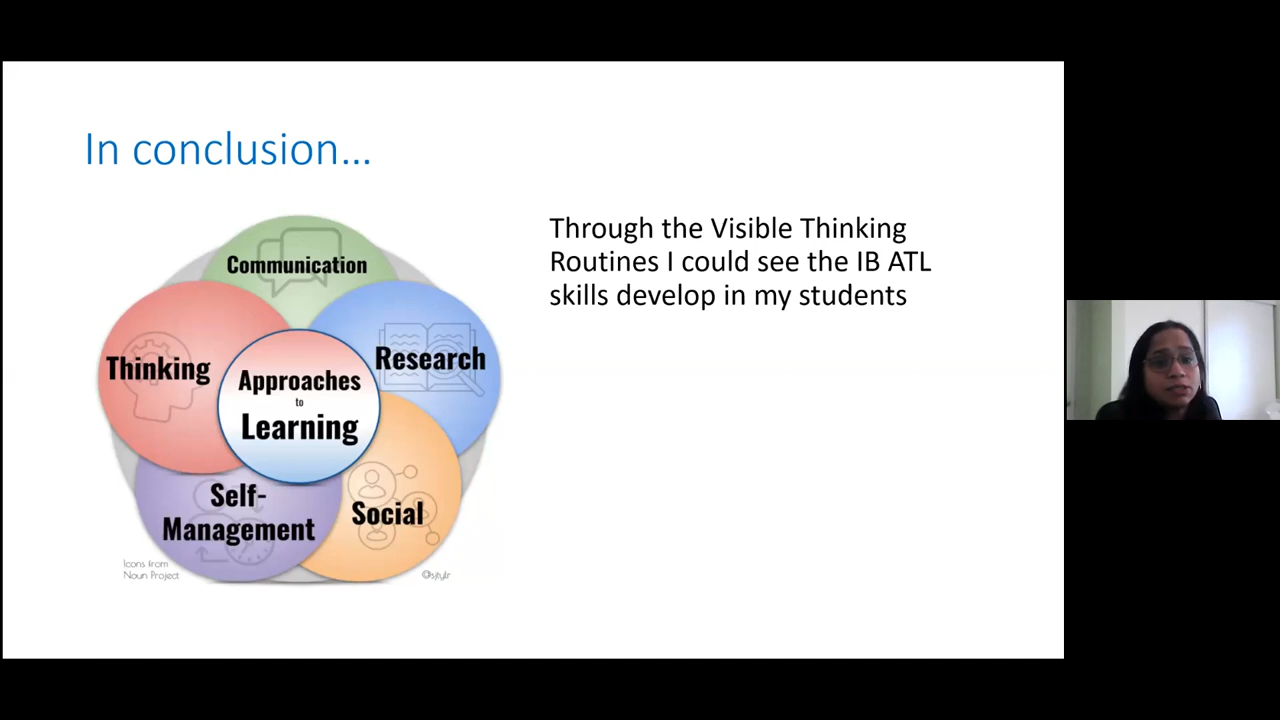 In conclusion...
Communication
Thinking
Research
Approaches
to
Learning
Self-
Management
Social
Icons from
Noun Project
@sjtylr
Through the Visible Thinking
Routines I could see the IB ATL
skills develop in my students